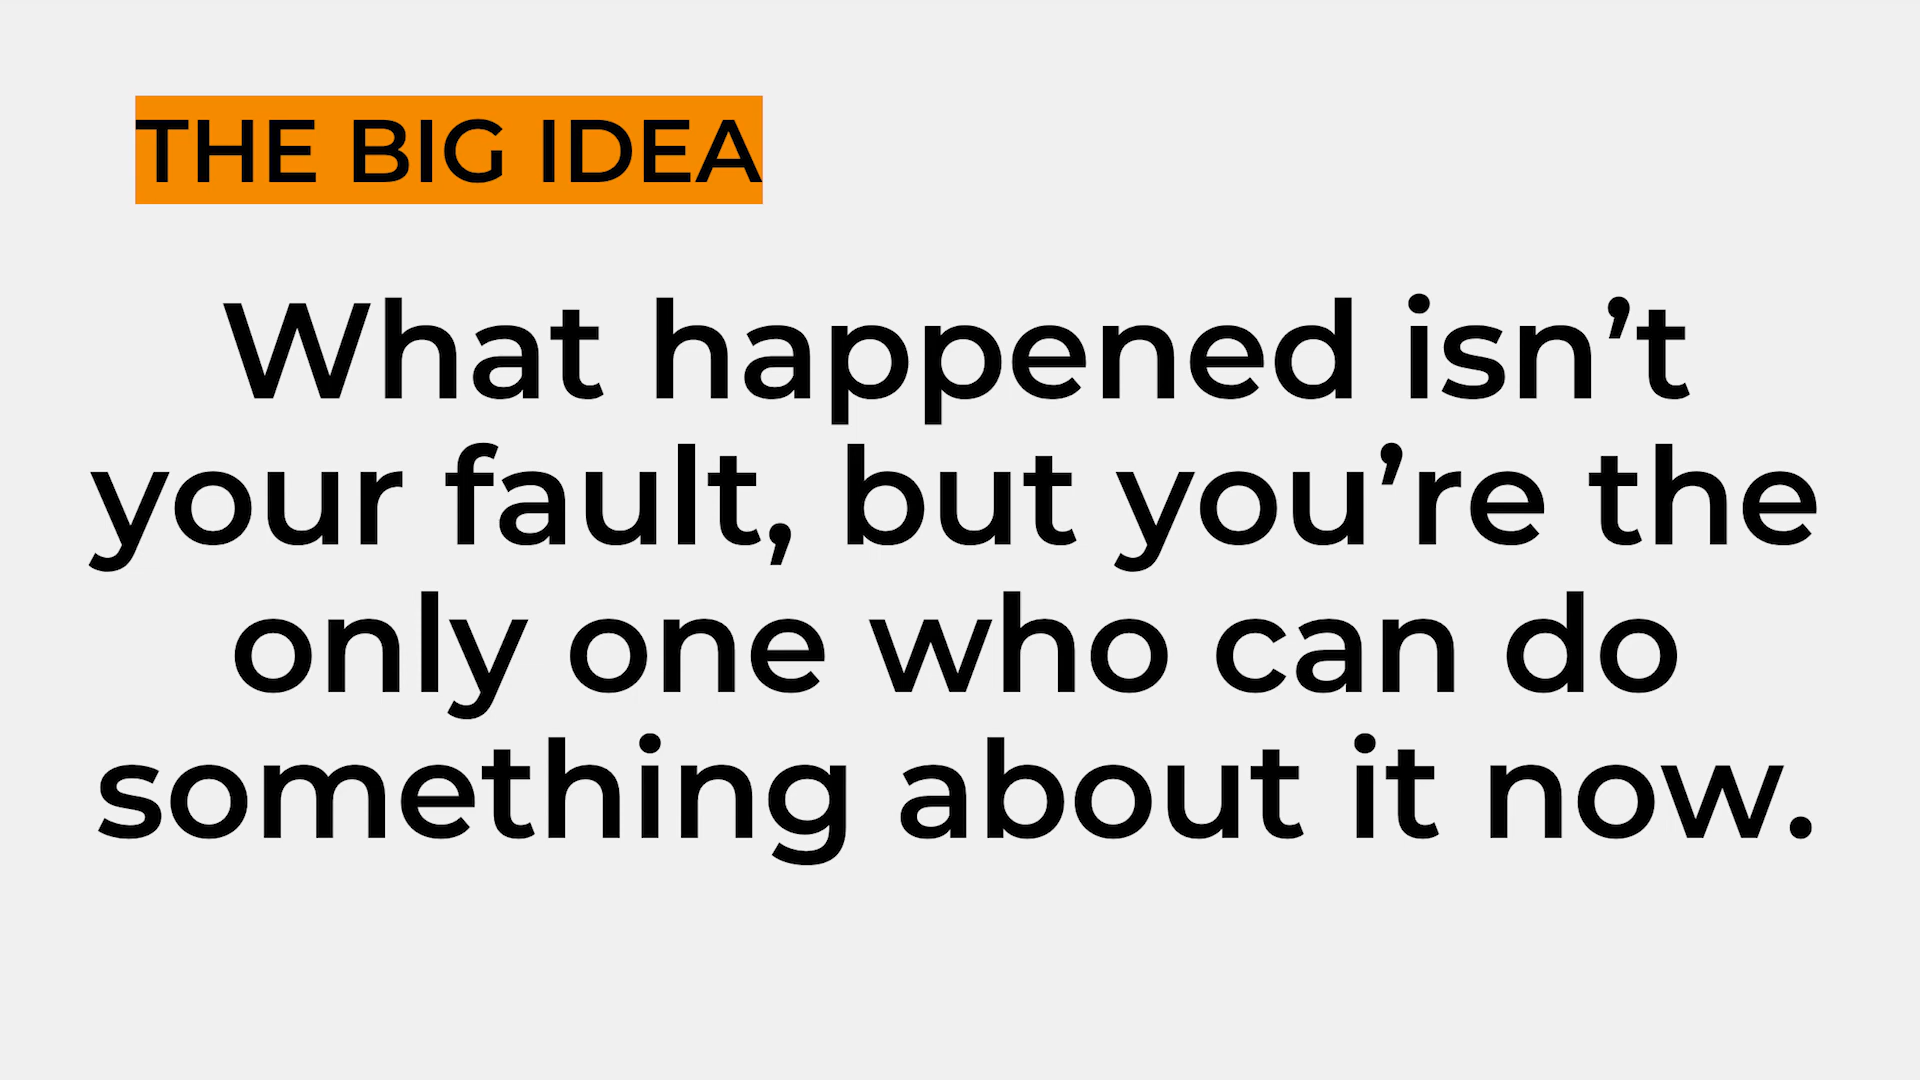 THE BIG IDEA
What happened isn’t
your fault, but you’re the
only one who can do
something about it now.